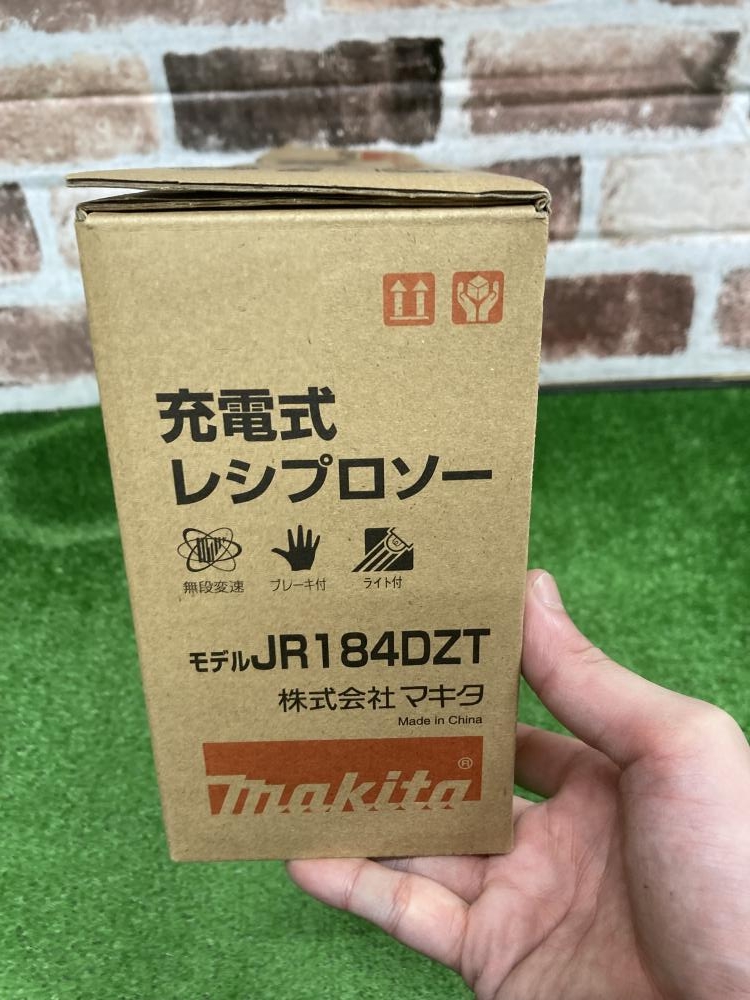 充電式
レシプロソー
無段変速 ブレーキ付 ライト付
モデルJR184DZT
株式会社マキタ
Made in China
makita®